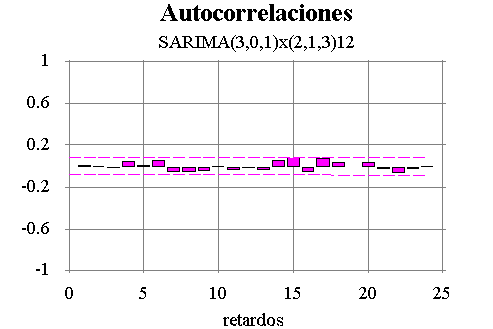 Autocorrelaciones
SARIMA(3,0,1)x(2,1,3)12
1
0.6
0.2
-0.2
-0.6
-1
0 5 10 15 20 25
retardos